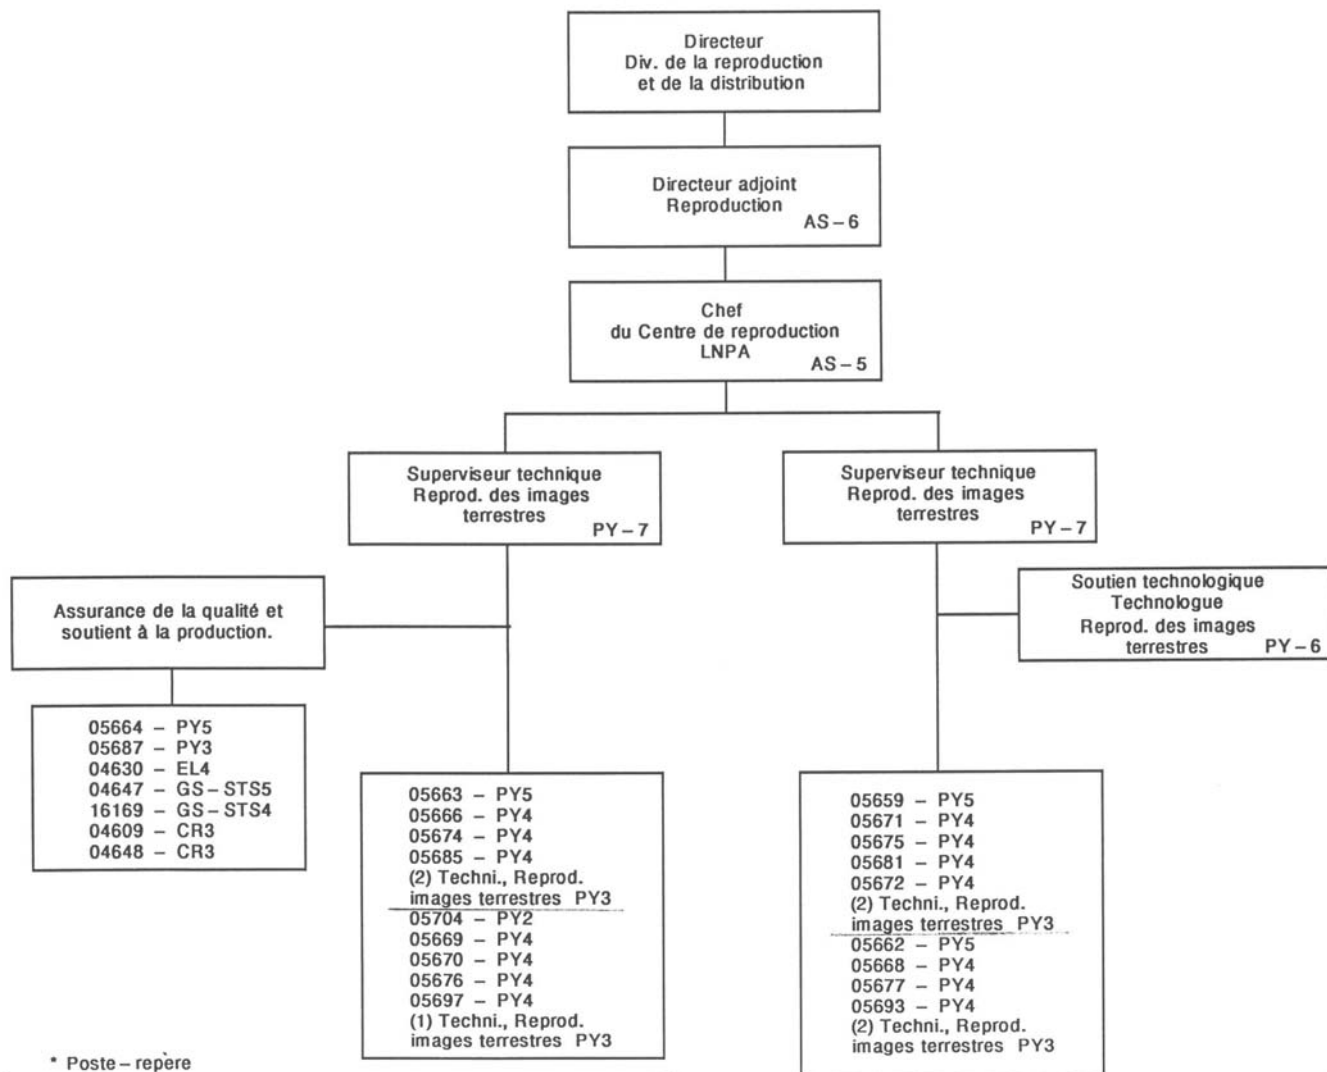 Directeur
Div. de la reproduction
et de la distribution
Directeur adjoint
Reproduction
AS – 6
Chef
du Centre de reproduction
LNPA
AS – 5
Superviseur technique
Reprod. des images
terrestres
PY – 7
Superviseur technique
Reprod. des images
terrestres
PY – 7
Assurance de la qualité et
soutient à la production.
Soutien technologique
Technologue
Reprod. des images
terrestres PY – 6
05664 – PY5
05687 – PY3
04630 – EL4
04647 – GS – STS5
16169 – GS – STS4
04609 – CR3
04648 – CR3
05663 – PY5
05666 – PY4
05674 – PY4
05685 – PY4
(2) Techni., Reprod.
images terrestres PY3
05704 – PY2
05669 – PY4
05670 – PY4
05676 – PY4
05697 – PY4
(1) Techni., Reprod.
images terrestres PY3
05659 – PY5
05671 – PY4
05675 – PY4
05681 – PY4
05672 – PY4
(2) Techni., Reprod.
images terrestres PY3
05662 – PY5
05668 – PY4
05677 – PY4
05693 – PY4
(2) Techni., Reprod.
images terrestres PY3
* Poste – repère